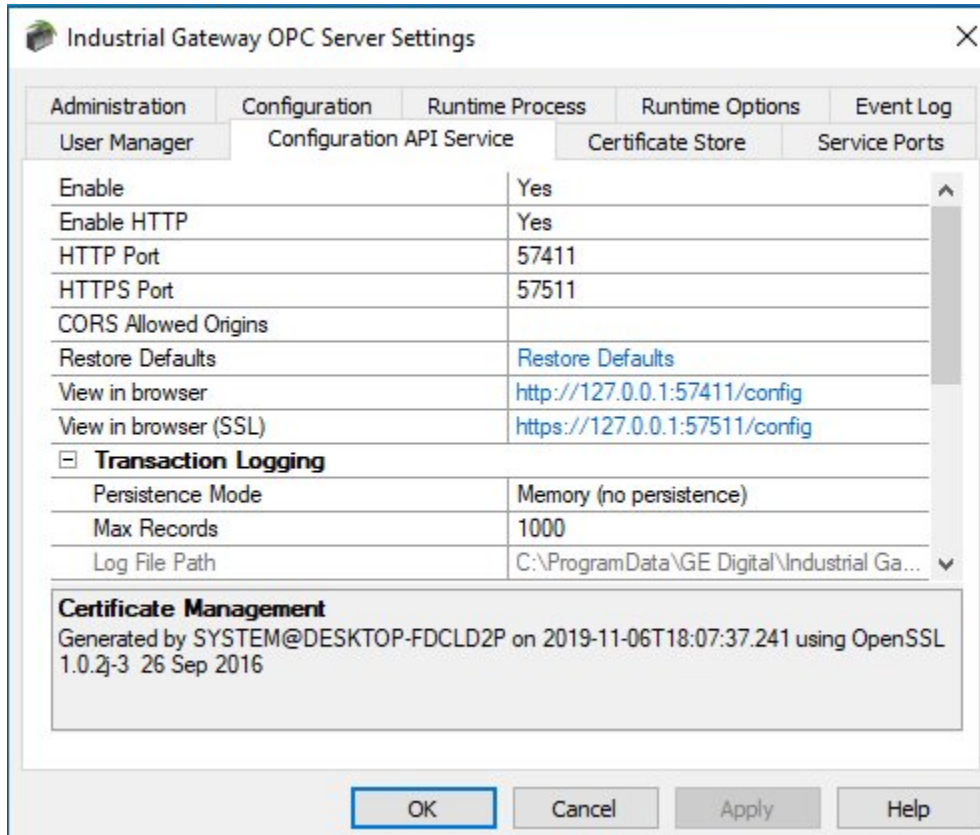 Industrial Gateway OPC Server Settings
Administration Configuration Runtime Process Runtime Options Event Log
User Manager Configuration API Service Certificate Store Service Ports
Enable Yes
Enable HTTP Yes
HTTP Port 57411
HTTPS Port 57511
CORS Allowed Origins
Restore Defaults Restore Defaults
View in browser http://127.0.0.1:57411/config
View in browser (SSL) https://127.0.0.1:57511/config
Transaction Logging
Persistence Mode Memory (no persistence)
Max Records 1000
Log File Path C:\ProgramData\GE Digital\Industrial Ga...
Certificate Management
Generated by SYSTEM@DESKTOP-FDCLD2P on 2019-11-06T18:07:37.241 using OpenSSL
1.0.2j-3 26 Sep 2016
OK Cancel Apply Help